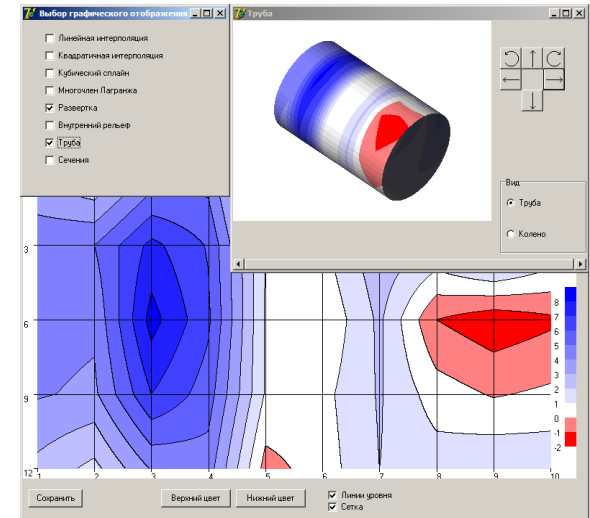 Выбор графического отображения
Линейная интерполяция
Квадратичная интерполяция
Кубический сплайн
Многочлен Лагранжа
Развертка
Внутренний рельеф
Труба
Сечения
Труба
Вид
Труба
Колено
3
6
9
12
1 2 3 4 5 6 7 8 9 10
8
7
6
5
4
3
2
1
0
-1
-2
Сохранить
Верхний цвет
Нижний цвет
Линии уровня
Сетка